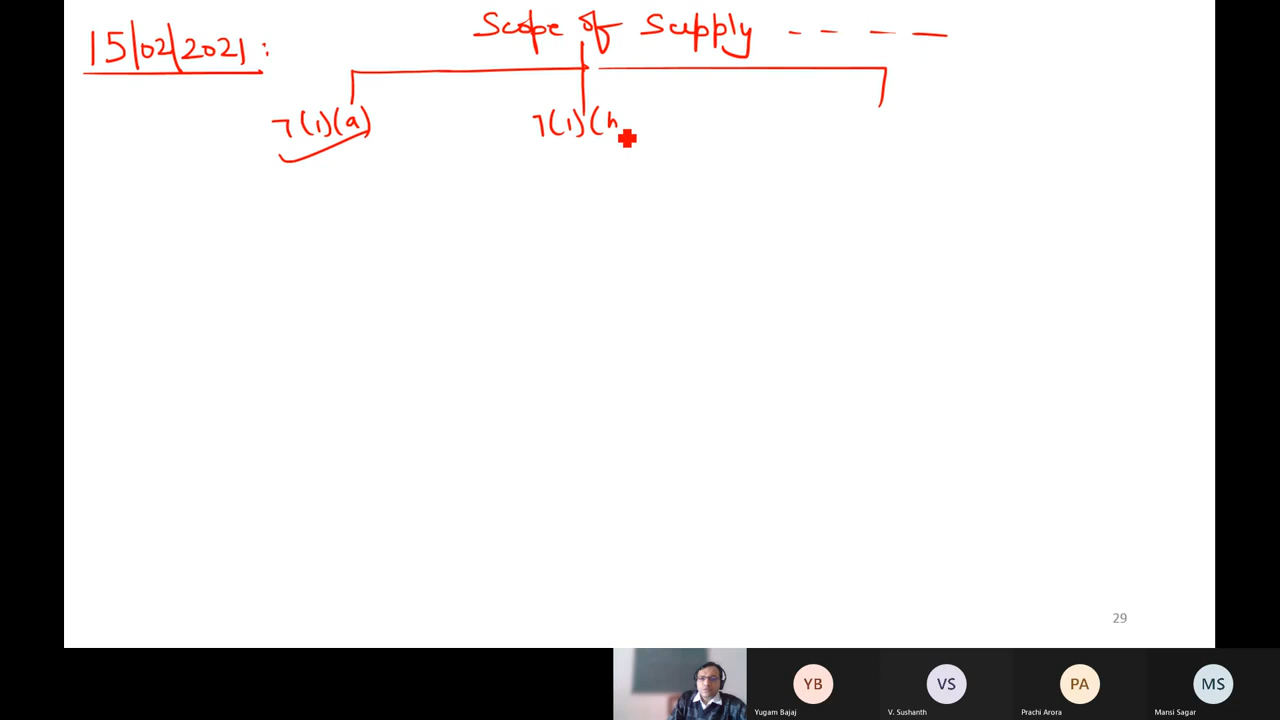 15/02/2021 :
Scope of Supply - - - -
7(1)(a)
7(1)(h
29
YB
VS
PA
MS
Yugam Bajaj
V. Sushanth
Prachi Arora
Mansi Sagar